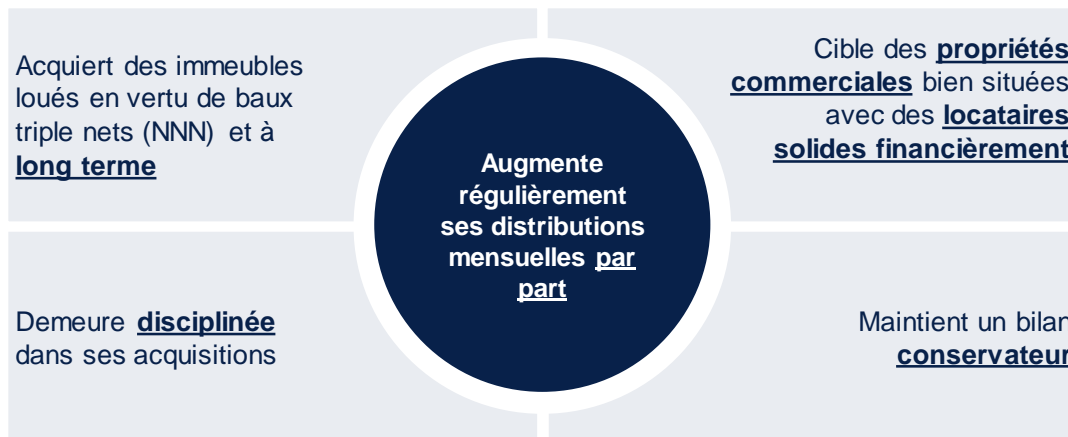 Acquiert des immeubles
loués en vertu de baux
triple nets (NNN) et à
long terme
Cible des propriétés
commerciales bien situées
avec des locataires
solides financièrement
Augmente
régulièrement
ses distributions
mensuelles par
part
Demeure disciplinée
dans ses acquisitions
Maintient un bilan
conservateur